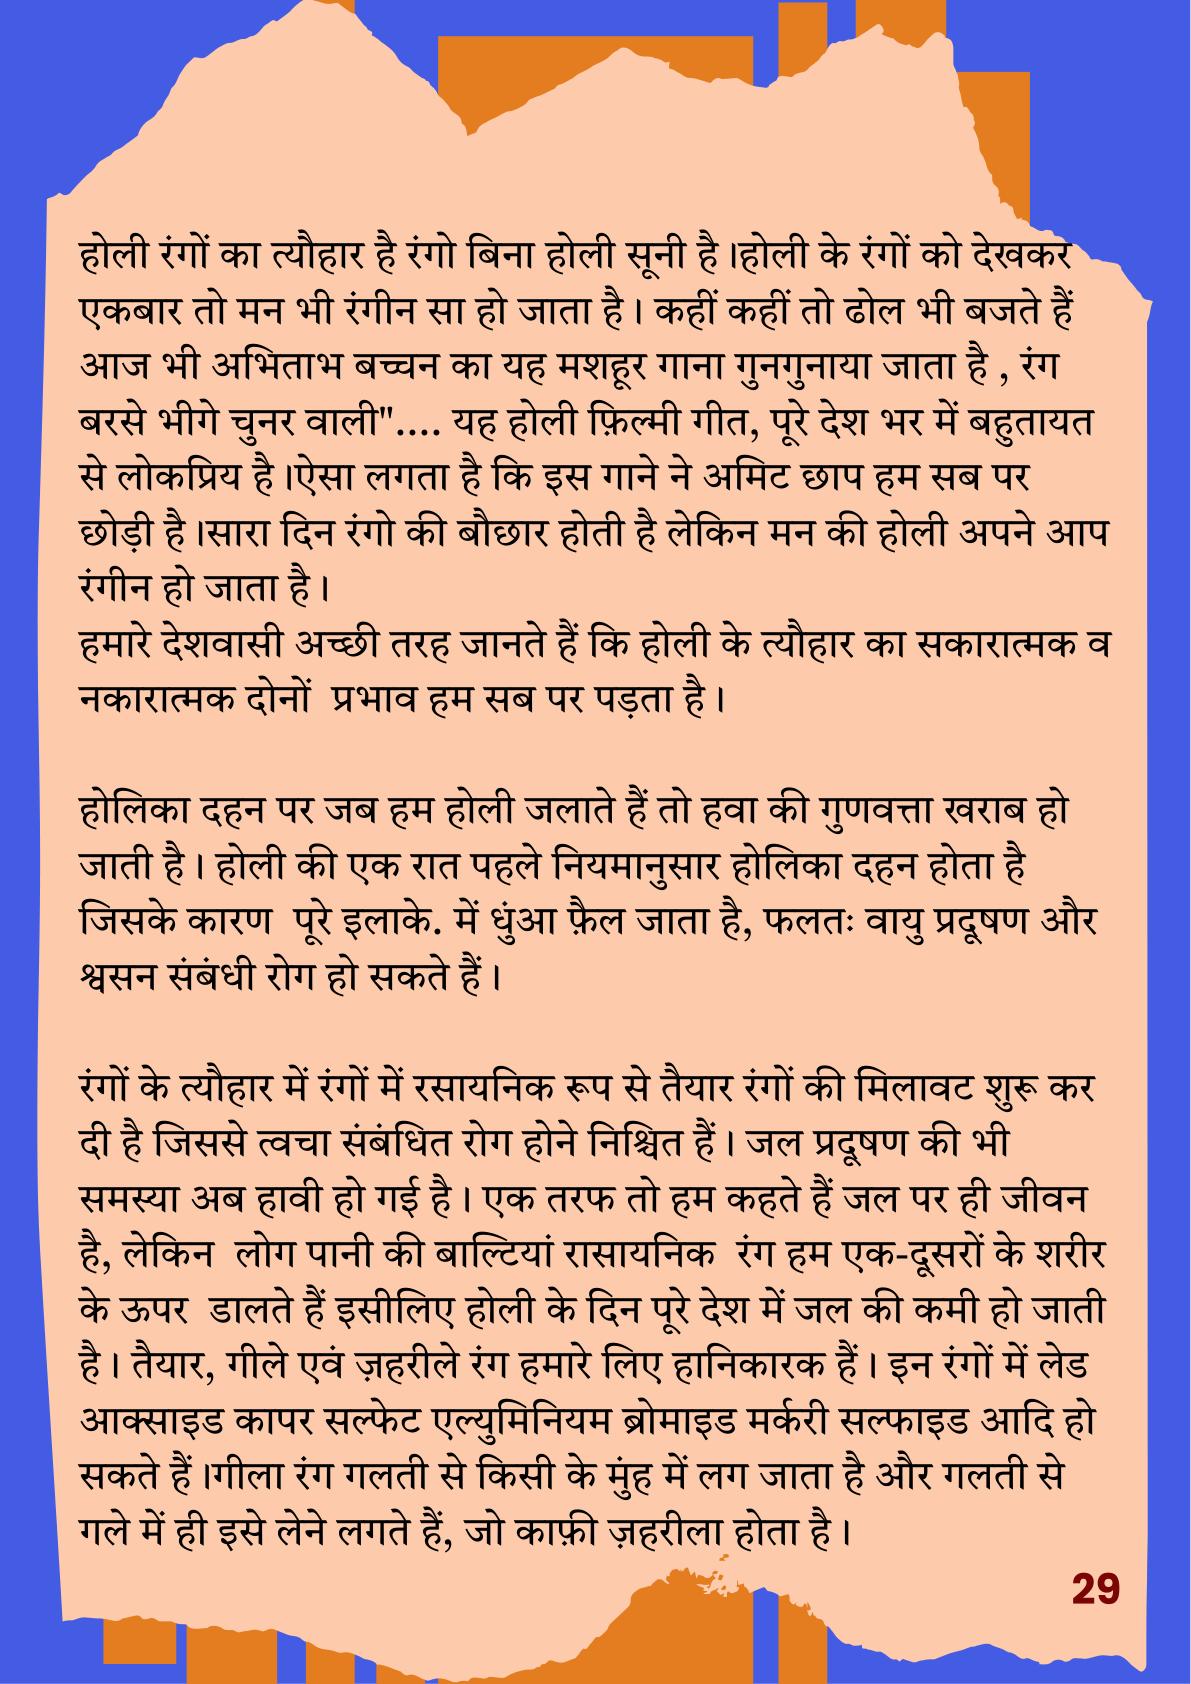 होली रंगों का त्यौहार है रंगो बिना होली सूनी है।होली के रंगों को देखकर
एकबार तो मन भी रंगीन सा हो जाता है। कहीं कहीं तो ढोल भी बजते हैं
आज भी अभिताभ बच्चन का यह मशहूर गाना गुनगुनाया जाता है , रंग
बरसे भीगे चुनर वाली".... यह होली फ़िल्मी गीत, पूरे देश भर में बहुतायत
से लोकप्रिय है।ऐसा लगता है कि इस गाने ने अमिट छाप हम सब पर
छोड़ी है।सारा दिन रंगो की बौछार होती है लेकिन मन की होली अपने आप
रंगीन हो जाता है।
हमारे देशवासी अच्छी तरह जानते हैं कि होली के त्यौहार का सकारात्मक व
नकारात्मक दोनों  प्रभाव हम सब पर पड़ता है।
होलिका दहन पर जब हम होली जलाते हैं तो हवा की गुणवत्ता खराब हो
जाती है। होली की एक रात पहले नियमानुसार होलिका दहन होता है
जिसके कारण  पूरे इलाके. में धुंआ फ़ैल जाता है, फलतः वायु प्रदूषण और
श्वसन संबंधी रोग हो सकते हैं।
रंगों के त्यौहार में रंगों में रसायनिक रूप से तैयार रंगों की मिलावट शुरू कर
दी है जिससे त्वचा संबंधित रोग होने निश्चित हैं। जल प्रदूषण की भी
समस्या अब हावी हो गई है। एक तरफ तो हम कहते हैं जल पर ही जीवन
है, लेकिन  लोग पानी की बाल्टियां रासायनिक  रंग हम एक-दूसरों के शरीर
के ऊपर  डालते हैं इसीलिए होली के दिन पूरे देश में जल की कमी हो जाती
है। तैयार, गीले एवं ज़हरीले रंग हमारे लिए हानिकारक हैं। इन रंगों में लेड
आक्साइड कापर सल्फेट एल्युमिनियम ब्रोमाइड मर्करी सल्फाइड आदि हो
सकते हैं।गीला रंग गलती से किसी के मुंह में लग जाता है और गलती से
गले में ही इसे लेने लगते हैं, जो काफ़ी ज़हरीला होता है।
29